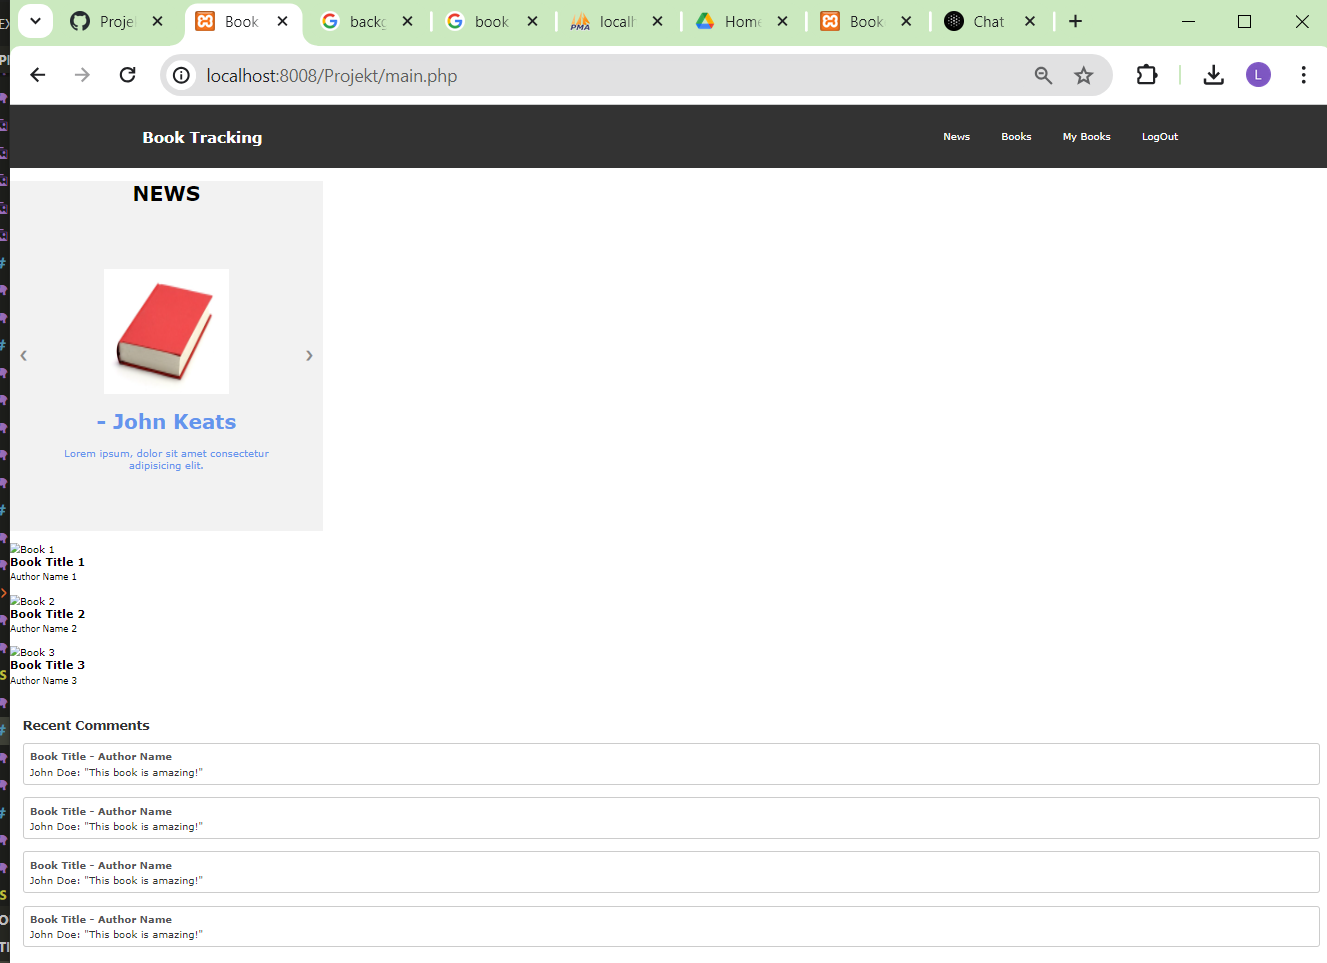 Projel
Book
backg
book
localh
Home
Book
Chat
localhost:8008/Projekt/main.php
L
Book Tracking
News
Books
My Books
LogOut
NEWS
❮
❯
- John Keats
Lorem ipsum, dolor sit amet consectetur
adipisicing elit.
Book 1
Book Title 1
Author Name 1
Book 2
Book Title 2
Author Name 2
Book 3
Book Title 3
Author Name 3
Recent Comments
Book Title - Author Name
John Doe: "This book is amazing!"
Book Title - Author Name
John Doe: "This book is amazing!"
Book Title - Author Name
John Doe: "This book is amazing!"
Book Title - Author Name
John Doe: "This book is amazing!"